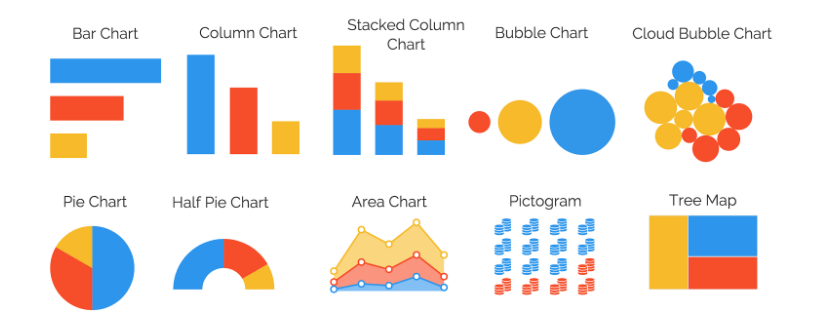 Bar Chart
Column Chart
Stacked Column
Chart
Bubble Chart
Cloud Bubble Chart
Pie Chart
Half Pie Chart
Area Chart
Pictogram
Tree Map